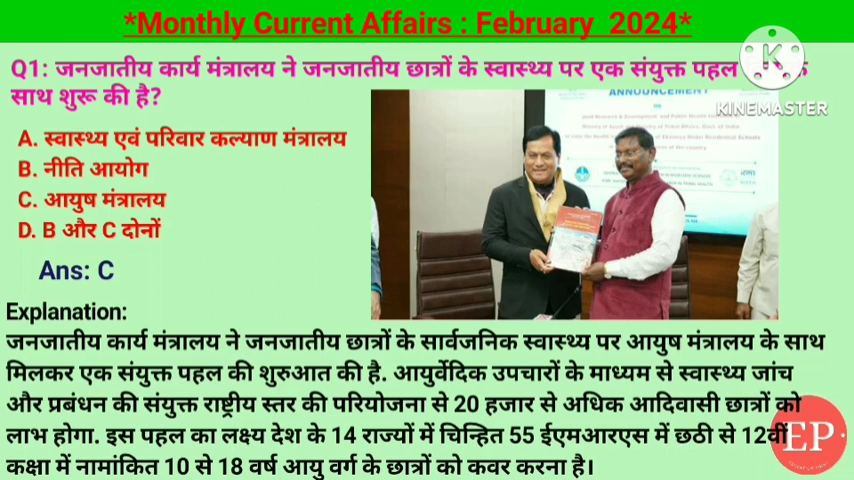 *Monthly Current Affairs : February 2024*
Q1: जनजातीय कार्य मंत्रालय ने जनजातीय छात्रों के स्वास्थ्य पर एक संयुक्त पहल
साथ शुरू की है?
KINEMASTER
A. स्वास्थ्य एवं परिवार कल्याण मंत्रालय
B. नीति आयोग
C. आयुष मंत्रालय
D. B और C दोनों
Ans: C
ANNOUNCEMENT
Explanation:
जनजातीय कार्य मंत्रालय ने जनजातीय छात्रों के सार्वजनिक स्वास्थ्य पर आयुष मंत्रालय के साथ
मिलकर एक संयुक्त पहल की शुरुआत की है. आयुर्वेदिक उपचारों के माध्यम से स्वास्थ्य जांच
और प्रबंधन की संयुक्त राष्ट्रीय स्तर की परियोजना से 20 हजार से अधिक आदिवासी छात्रों को
लाभ होगा. इस पहल का लक्ष्य देश के 14 राज्यों में चिन्हित 55 ईएमआरएस में छठी से 12वीं
कक्षा में नामांकित 10 से 18 वर्ष आयु वर्ग के छात्रों को कवर करना है।
EP